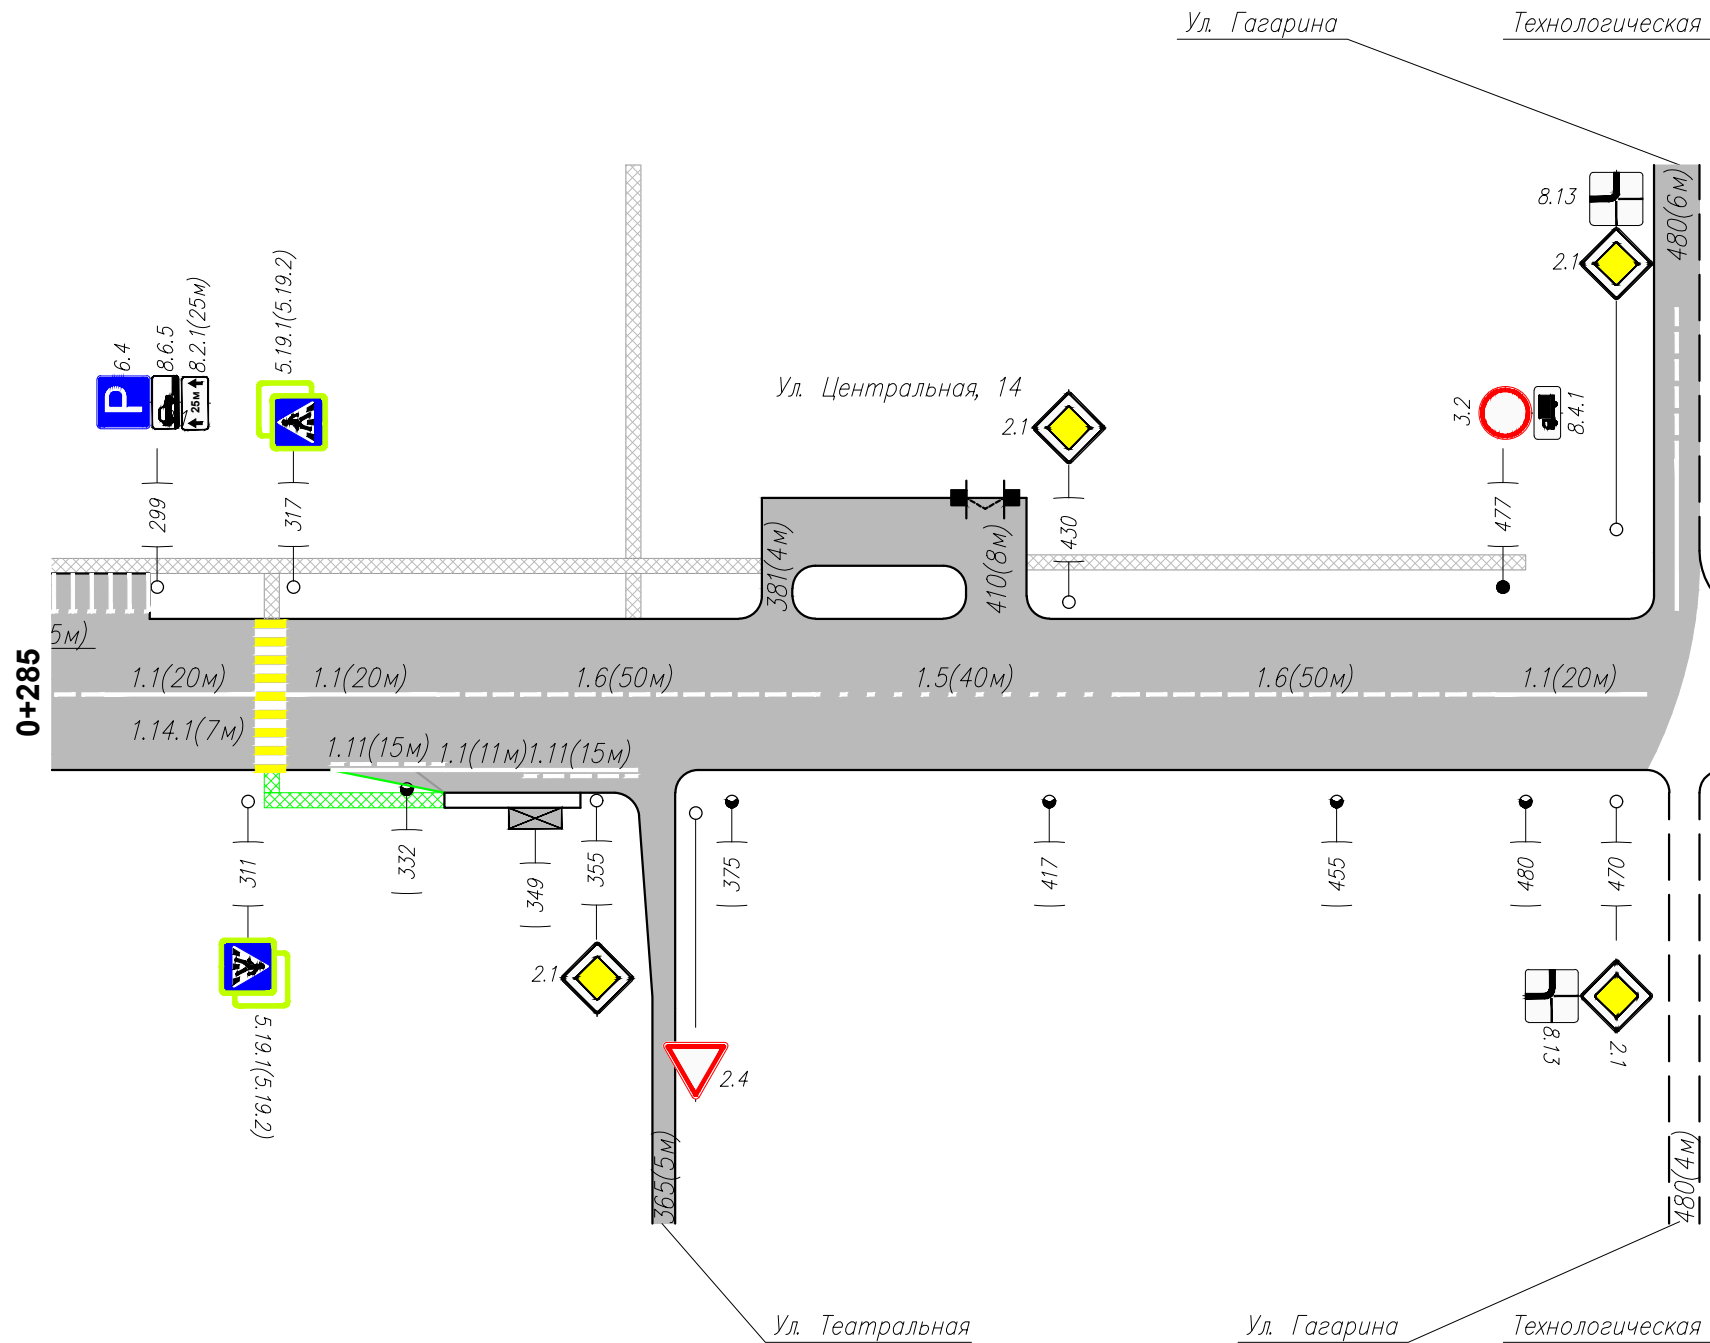 Ул. Гагарина
Технологическая
8.13
480(6м)
2.1
5.19.1(5.19.2)
6.4
8.6.5
8.2.1(25м)
P
25м
Ул. Центральная, 14
2.1
3.2
8.4.1
299
317
430
477
381(4м)
410(8м)
5м)
0+285
1.1(20м)
1.1(20м)
1.6(50м)
1.5(40м)
1.6(50м)
1.1(20м)
1.14.1(7м)
1.11(15м)
1.1(11м)
1.11(15м)
311
332
349
355
375
417
455
480
470
2.1
8.13
2.1
5.19.1(5.19.2)
2.4
365(5м)
480(4м)
Ул. Театральная
Ул. Гагарина
Технологическая